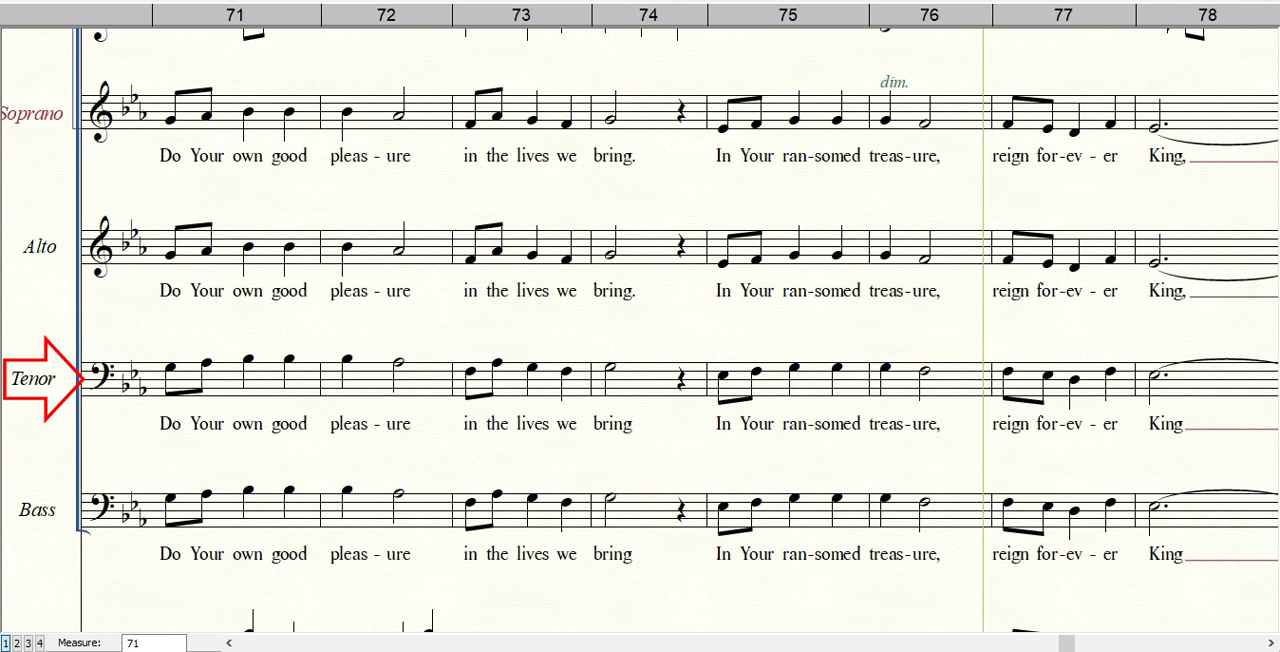 71 72 73 74 75 76 77 78
dim.
Soprano
Do Your own good pleas - ure in the lives we bring. In Your ran-somed treas-ure, reign for-ev - er King,
Alto
Do Your own good pleas - ure in the lives we bring. In Your ran-somed treas-ure, reign for-ev - er King,
Tenor
Do Your own good pleas - ure in the lives we bring In Your ran-somed treas-ure, reign for-ev - er King
Bass
Do Your own good pleas - ure in the lives we bring In Your ran-somed treas-ure, reign for-ev - er King
1 2 3 4 Measure: 71